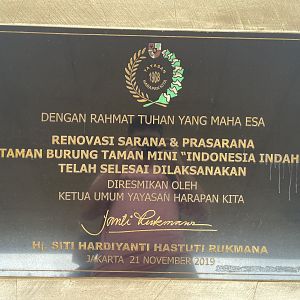 YAYASAN
DENGAN RAHMAT TUHAN YANG MAHA ESA
RENOVASI SARANA & PRASARANA
TAMAN BURUNG TAMAN MINI "INDONESIA INDAH
TELAH SELESAI DILAKSANAKAN
DIRESMIKAN OLEH
KETUA UMUM YAYASAN HARAPAN KITA
Hj. SITI HARDIYANTI HASTUTI RUKMANA
JAKARTA 21 NOVEMBER 2019